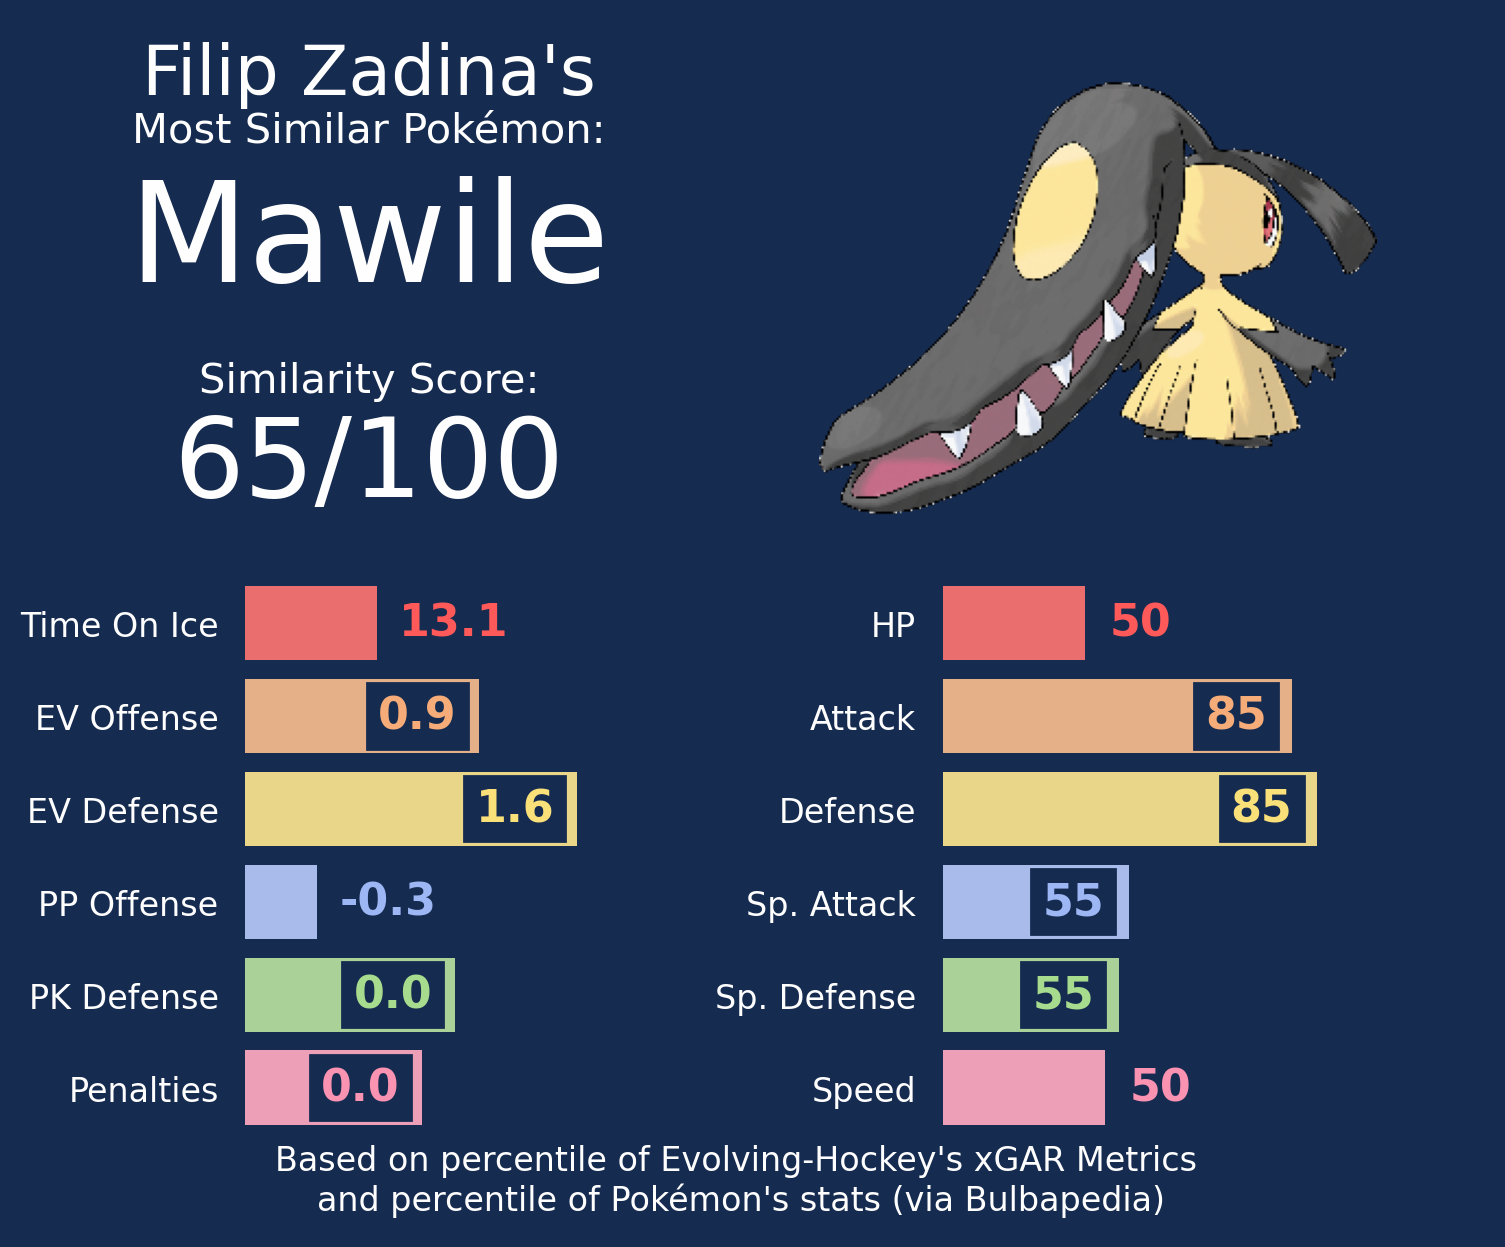 Filip Zadina's
Most Similar Pokémon:
Mawile
Similarity Score:
65/100
Time On Ice 13.1
EV Offense 0.9
EV Defense 1.6
PP Offense -0.3
PK Defense 0.0
Penalties 0.0
HP 50
Attack 85
Defense 85
Sp. Attack 55
Sp. Defense 55
Speed 50
Based on percentile of Evolving-Hockey's xGAR Metrics
and percentile of Pokémon's stats (via Bulbapedia)